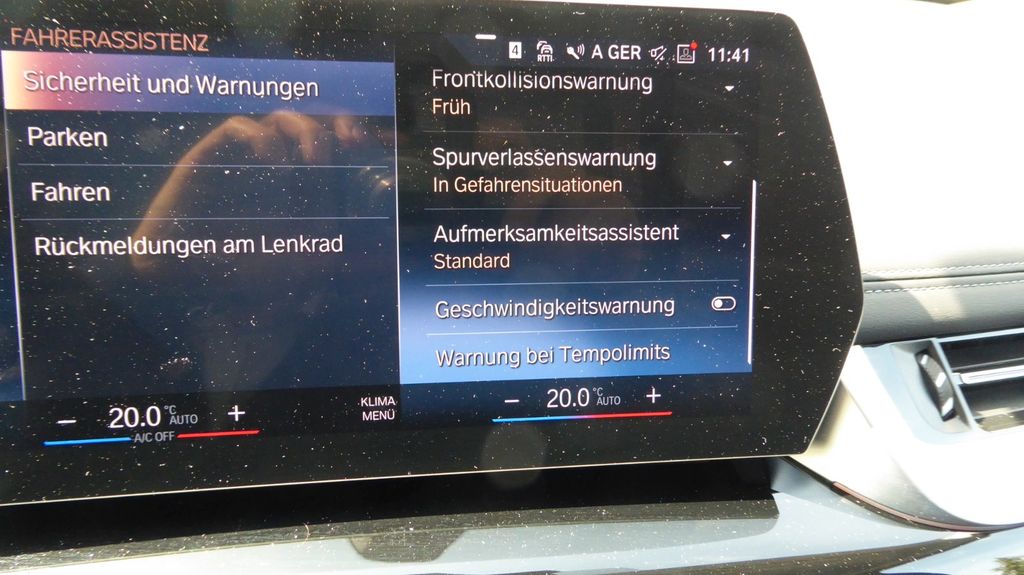 FAHRERASSISTENZ
4 RTTI A GER 11:41
Sicherheit und Warnungen
Parken
Fahren
Rückmeldungen am Lenkrad
Frontkollisionswarnung
Früh
Spurverlassenswarnung
In Gefahrensituationen
Aufmerksamkeitsassistent
Standard
Geschwindigkeitswarnung
Warnung bei Tempolimits
− 20.0 °C AUTO +
A/C OFF
KLIMA
MENÜ
− 20.0 °C AUTO +